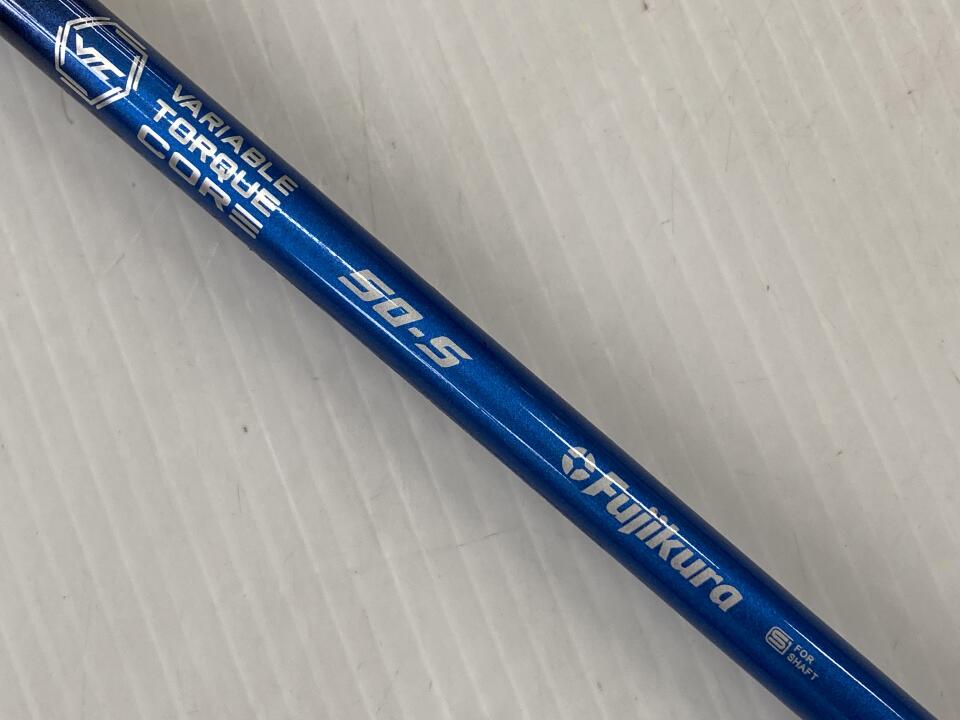 VTC
VARIABLE
TORQUE
CORE
50-S
Fujikura
S FOR
SHAFT